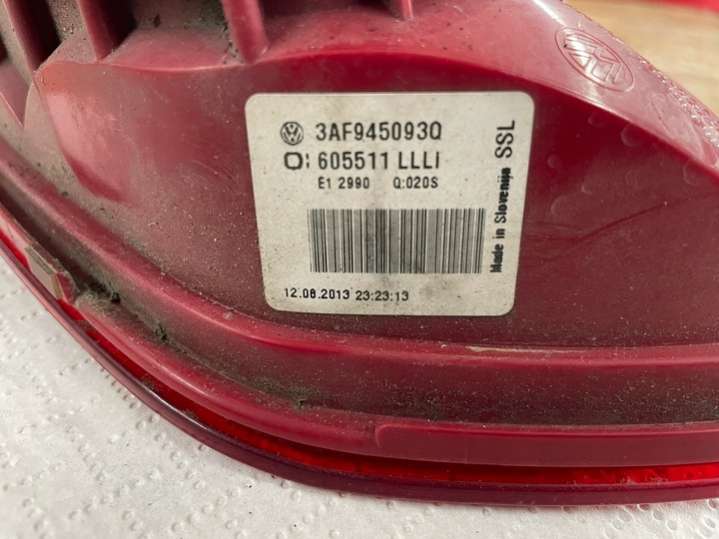 3AF945093Q
605511 LLLI
E1 2990 Q:020S
12.08.2013 23:23:13
Made in Slovenija SSL